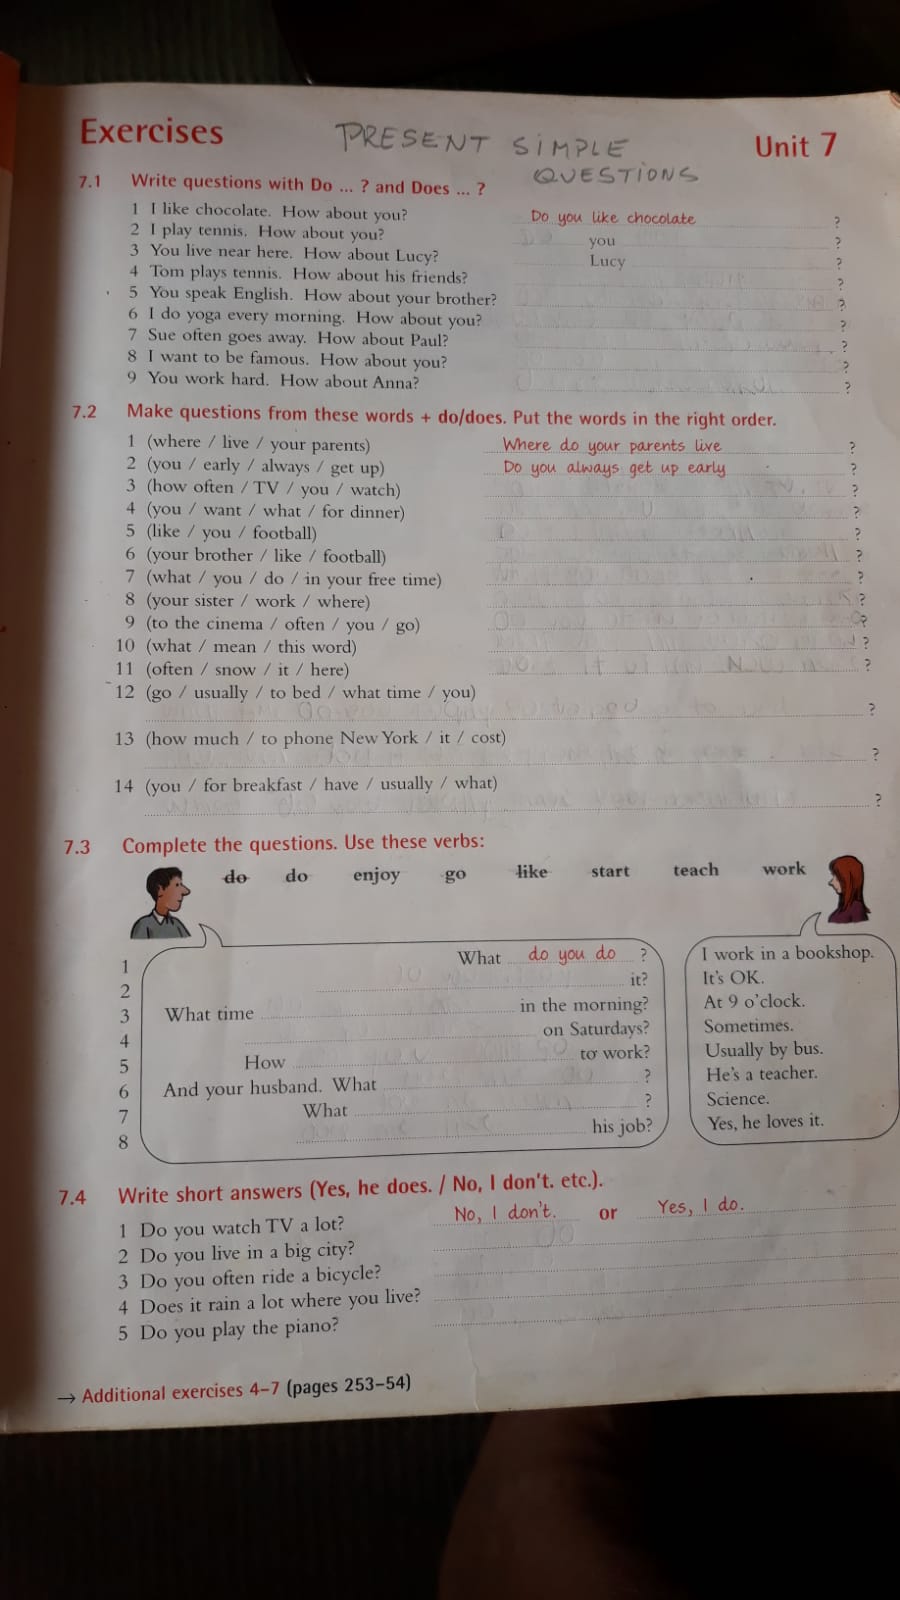 Exercises
PRESENT SIMPLE
QUESTIONS
Unit 7
7.1 Write questions with Do ... ? and Does ... ?
1 I like chocolate. How about you? Do you like chocolate ?
2 I play tennis. How about you? you ?
3 You live near here. How about Lucy? Lucy ?
4 Tom plays tennis. How about his friends? ?
5 You speak English. How about your brother? ?
6 I do yoga every morning. How about you? ?
7 Sue often goes away. How about Paul? ?
8 I want to be famous. How about you? ?
9 You work hard. How about Anna? ?
7.2 Make questions from these words + do/does. Put the words in the right order.
1 (where / live / your parents) Where do your parents live ?
2 (you / early / always / get up) Do you always get up early ?
3 (how often / TV / you / watch) ?
4 (you / want / what / for dinner) ?
5 (like / you / football) ?
6 (your brother / like / football) ?
7 (what / you / do / in your free time) ?
8 (your sister / work / where) ?
9 (to the cinema / often / you / go) ?
10 (what / mean / this word) ?
11 (often / snow / it / here) ?
12 (go / usually / to bed / what time / you)
?
13 (how much / to phone New York / it / cost)
?
14 (you / for breakfast / have / usually / what)
?
7.3 Complete the questions. Use these verbs:
do do enjoy go like start teach work
1 What do you do ? I work in a bookshop.
2 it? It's OK.
3 What time in the morning? At 9 o'clock.
4 on Saturdays? Sometimes.
5 How to work? Usually by bus.
6 And your husband. What ? He's a teacher.
7 What ? Science.
8 his job? Yes, he loves it.
7.4 Write short answers (Yes, he does. / No, I don't. etc.).
1 Do you watch TV a lot? No, I don't. or Yes, I do.
2 Do you live in a big city?
3 Do you often ride a bicycle?
4 Does it rain a lot where you live?
5 Do you play the piano?
→ Additional exercises 4–7 (pages 253–54)